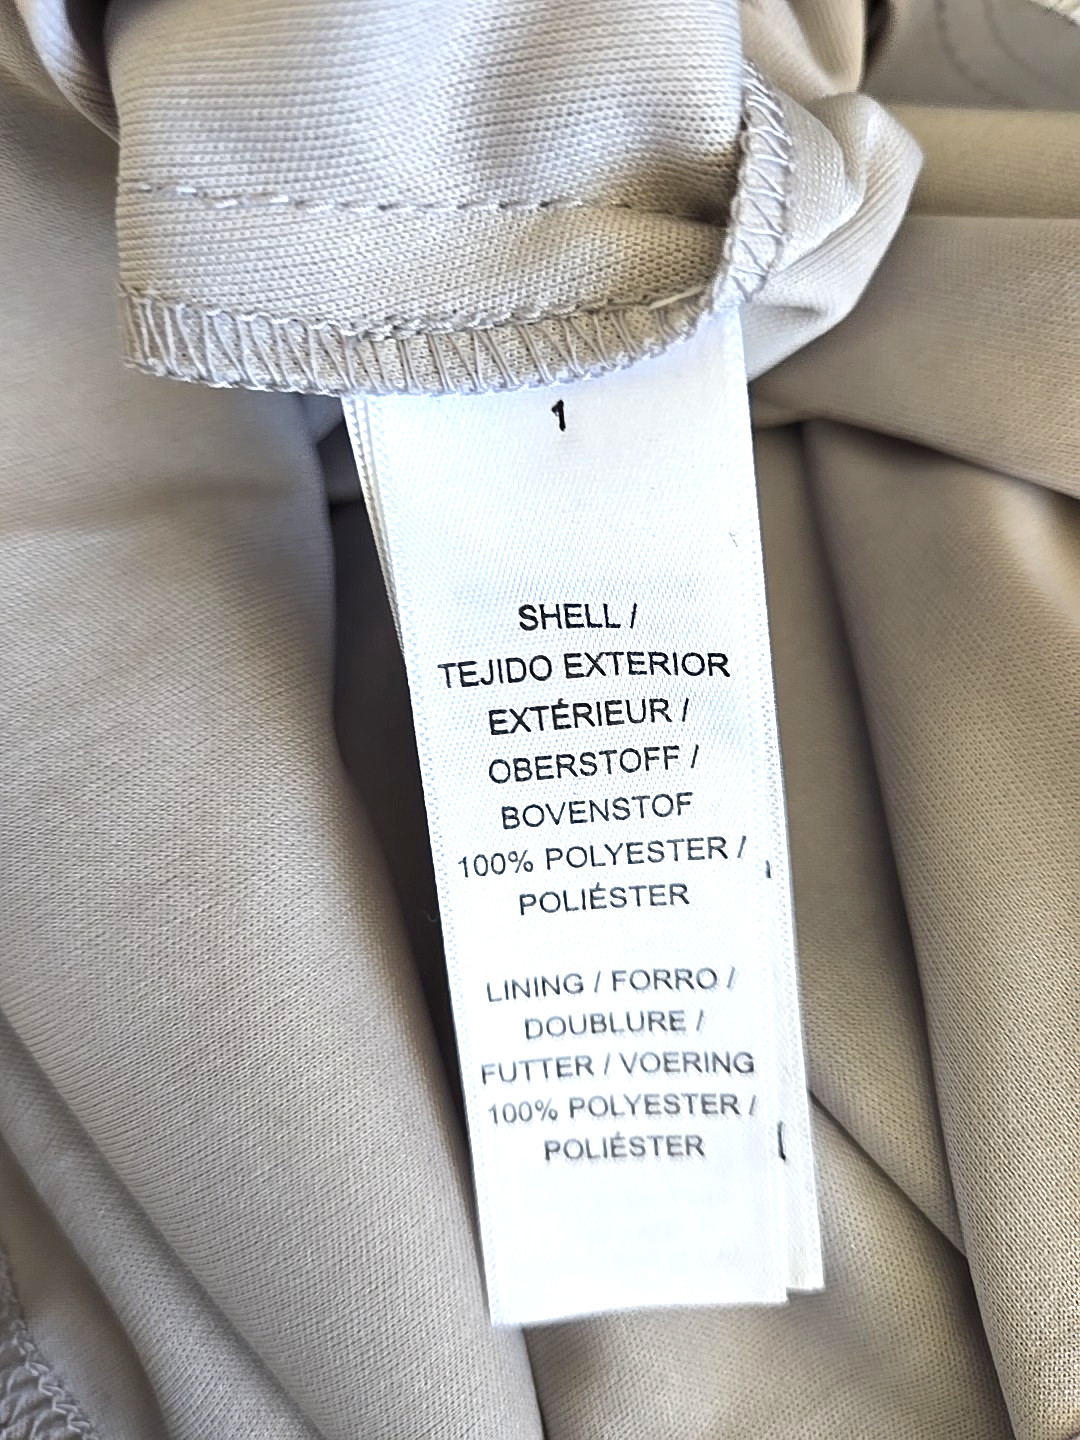 1
SHELL /
TEJIDO EXTERIOR
EXTÉRIEUR /
OBERSTOFF /
BOVENSTOF
100% POLYESTER /
POLIÉSTER
LINING / FORRO /
DOUBLURE /
FUTTER / VOERING
100% POLYESTER /
POLIÉSTER